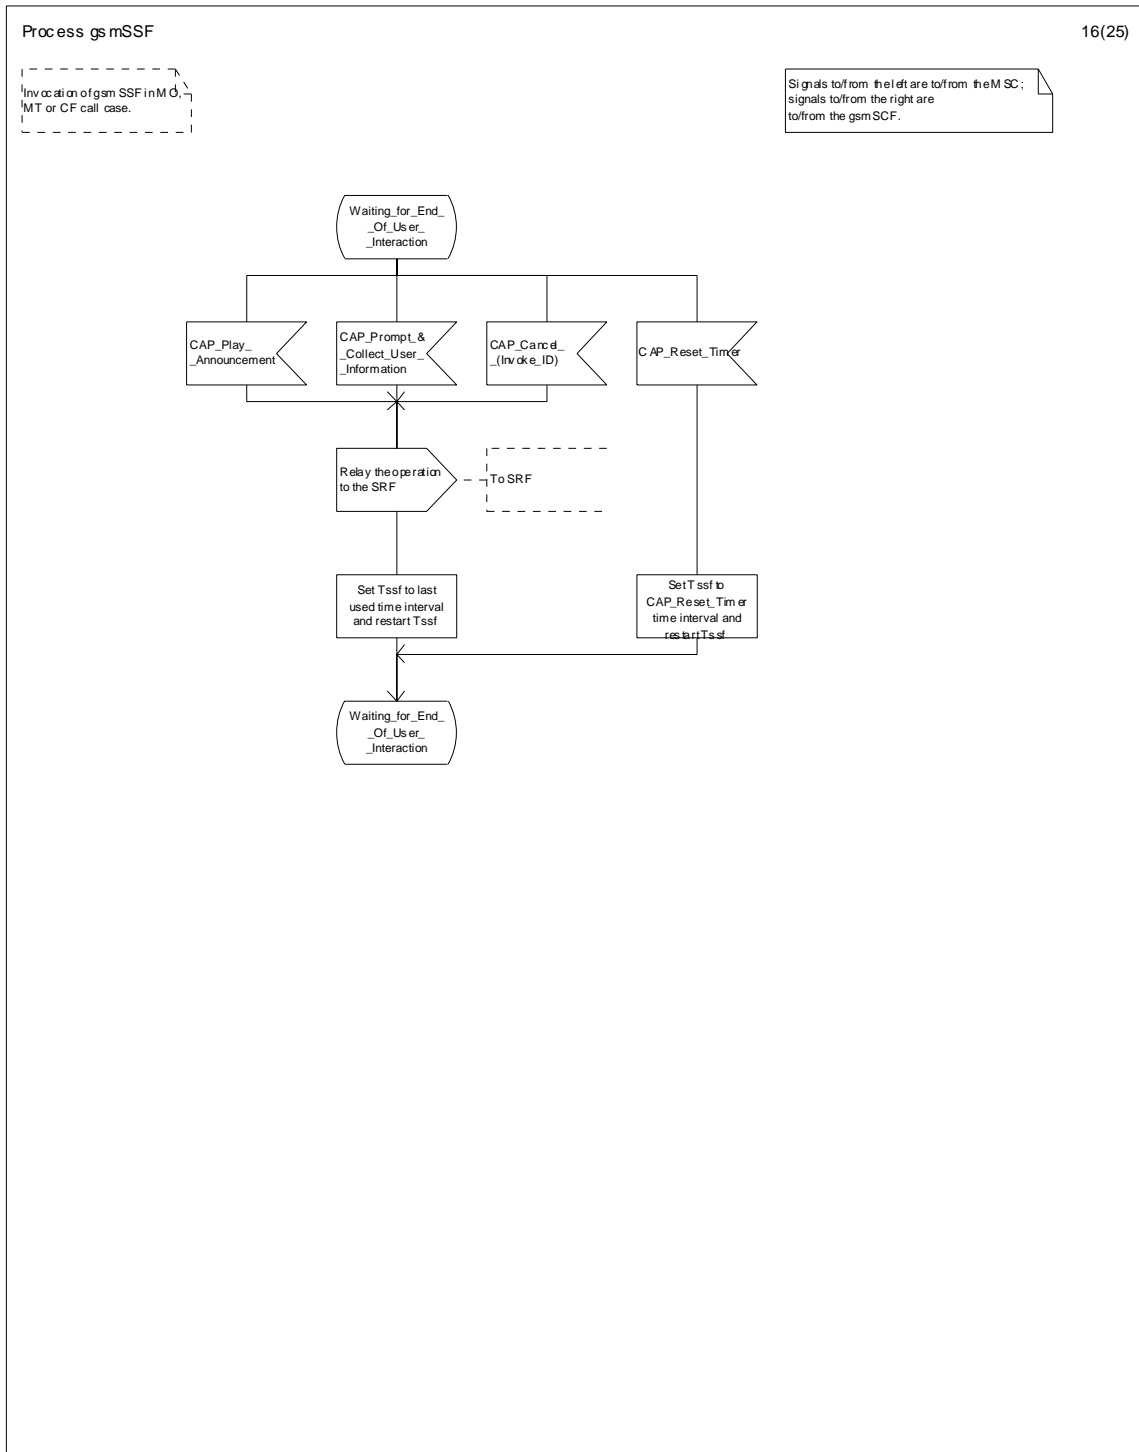 Process gsmSSF
16(25)
Invocation of gsmSSF in MO,
MT or CF call case.
Signals to/from the left are to/from the MSC;
signals to/from the right are
to/from the gsmSCF.
Waiting_for_End_
_Of_User_
_Interaction
CAP_Play_
_Announcement
CAP_Prompt_&
_Collect_User_
_Information
CAP_Cancel_
_(Invoke_ID)
CAP_Reset_Timer
Relay the operation
to the SRF
To SRF
Set Tssf to last
used time interval
and restart Tssf
Set Tssf to
CAP_Reset_Timer
time interval and
restart Tssf
Waiting_for_End_
_Of_User_
_Interaction